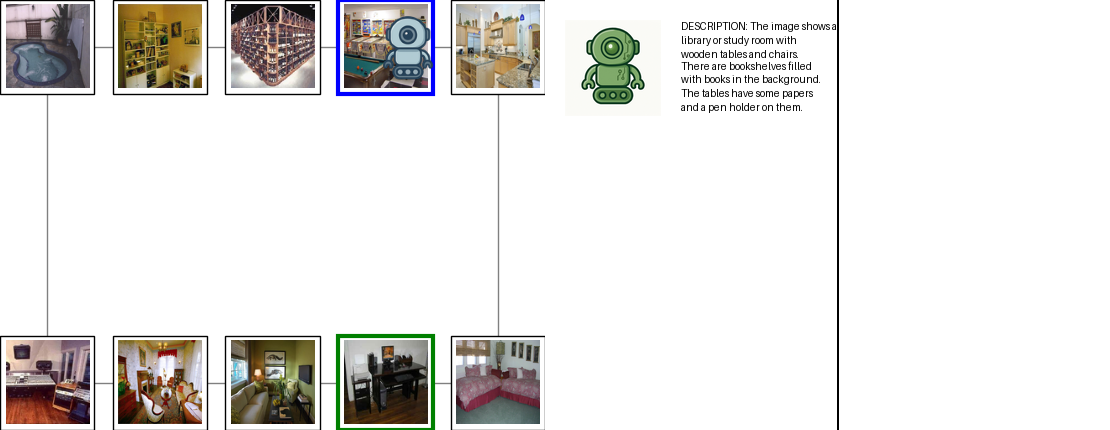 DESCRIPTION: The image shows a
library or study room with
wooden tables and chairs.
There are bookshelves filled
with books in the background.
The tables have some papers
and a pen holder on them.